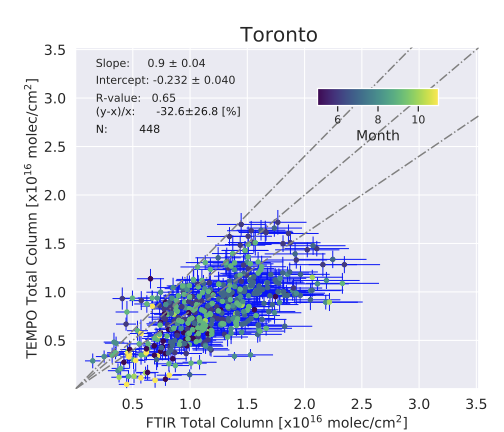 Toronto
Slope: 0.9 ± 0.04
Intercept: -0.232 ± 0.040
R-value: 0.65
(y-x)/x: -32.6±26.8 [%]
N: 448
6 8 10
Month
3.5
3.0
2.5
2.0
1.5
1.0
0.5
TEMPO Total Column [x10¹⁶ molec/cm²]
0.5 1.0 1.5 2.0 2.5 3.0 3.5
FTIR Total Column [x10¹⁶ molec/cm²]